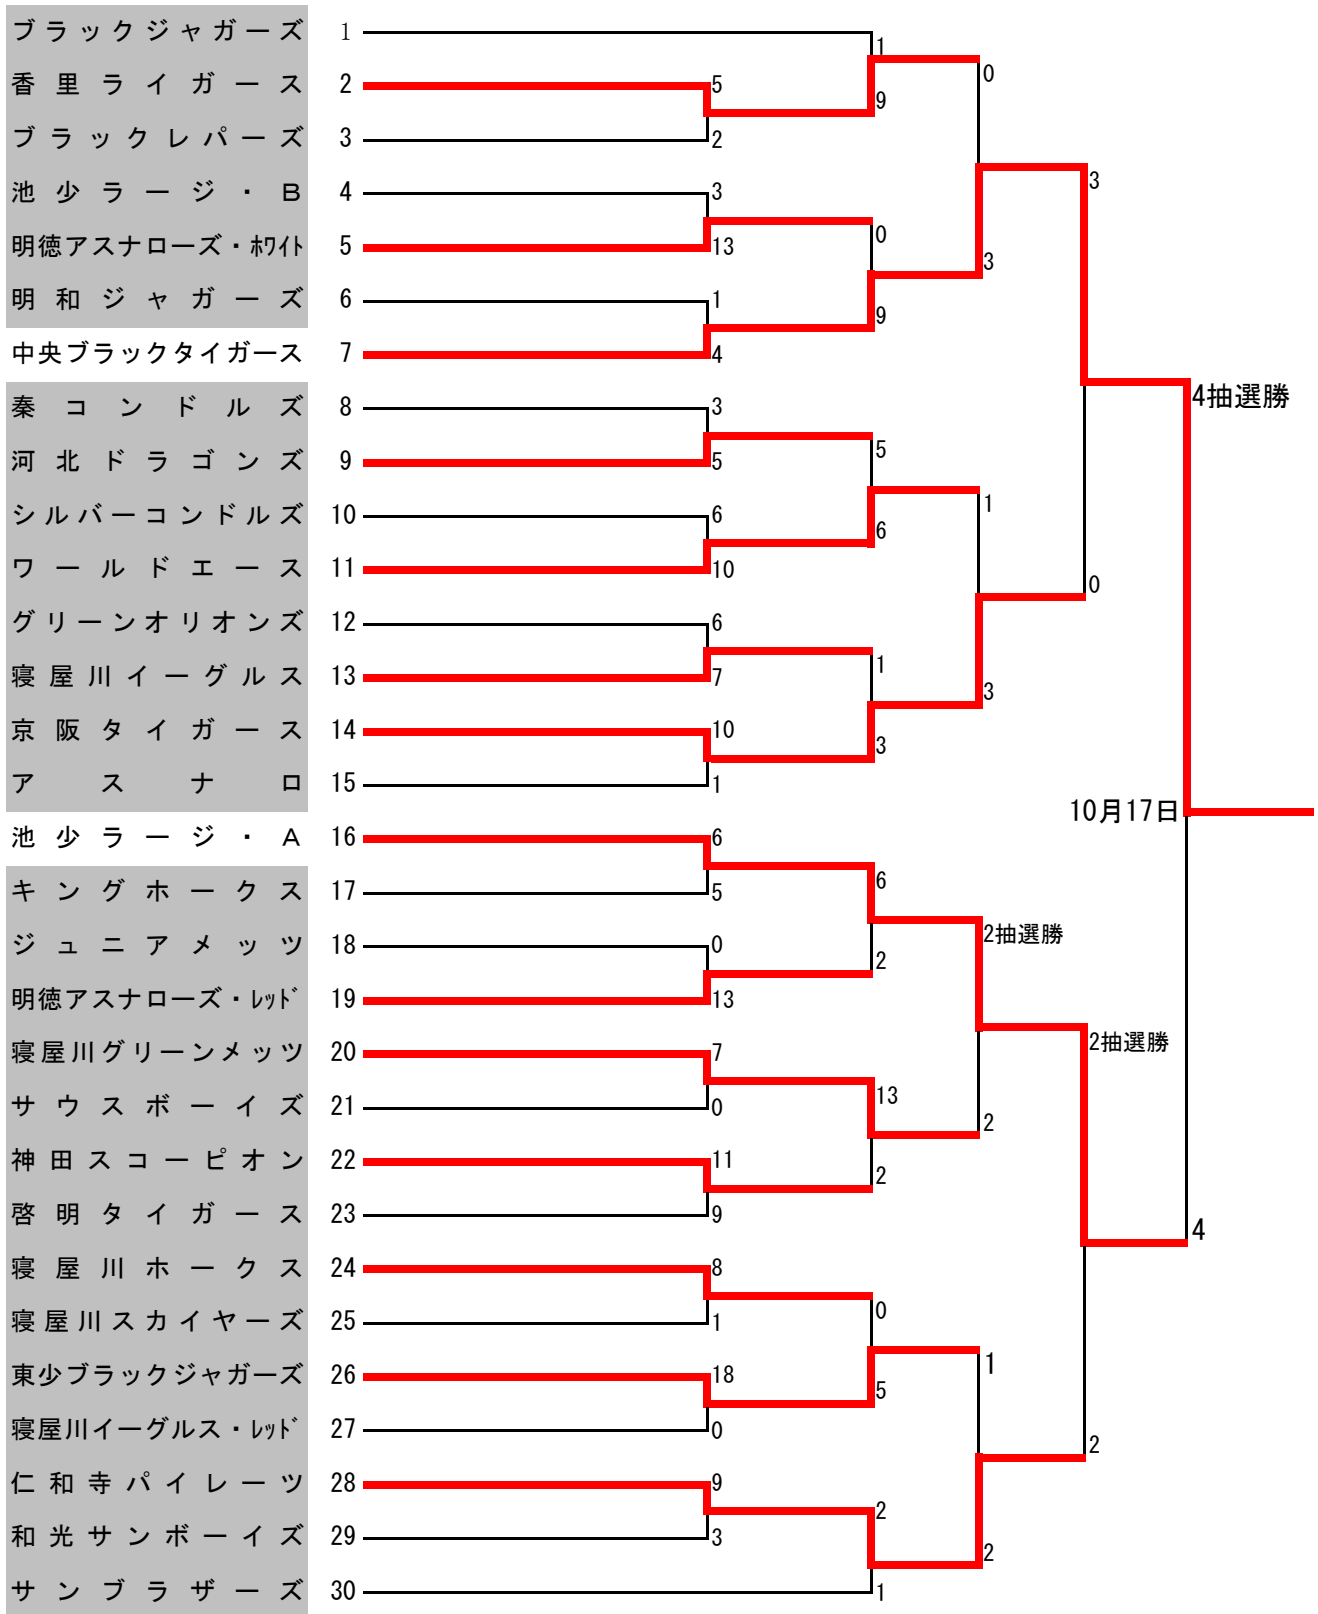 ブラックジャガーズ 1
1
0
香里ライガース 2
5
9
ブラックレパーズ 3
2
池少ラージ・B 4
3
3
明徳アスナローズ・ﾎﾜｲﾄ 5
13
0
3
明和ジャガーズ 6
1
9
中央ブラックタイガース 7
4
秦コンドルズ 8
3
4抽選勝
河北ドラゴンズ 9
5
5
シルバーコンドルズ 10
6
6
1
ワールドエース 11
10
0
グリーンオリオンズ 12
6
寝屋川イーグルス 13
7
1
3
京阪タイガース 14
10
3
アスナロ 15
1
10月17日
池少ラージ・A 16
6
キングホークス 17
5
6
ジュニアメッツ 18
0
2
2抽選勝
明徳アスナローズ・ﾚｯﾄﾞ 19
13
寝屋川グリーンメッツ 20
7
2抽選勝
サウスボーイズ 21
0
13
2
神田スコーピオン 22
11
2
啓明タイガース 23
9
4
寝屋川ホークス 24
8
寝屋川スカイヤーズ 25
1
0
東少ブラックジャガーズ 26
18
5
1
寝屋川イーグルス・ﾚｯﾄﾞ 27
0
2
仁和寺パイレーツ 28
9
和光サンボーイズ 29
3
2
2
サンブラザーズ 30
1